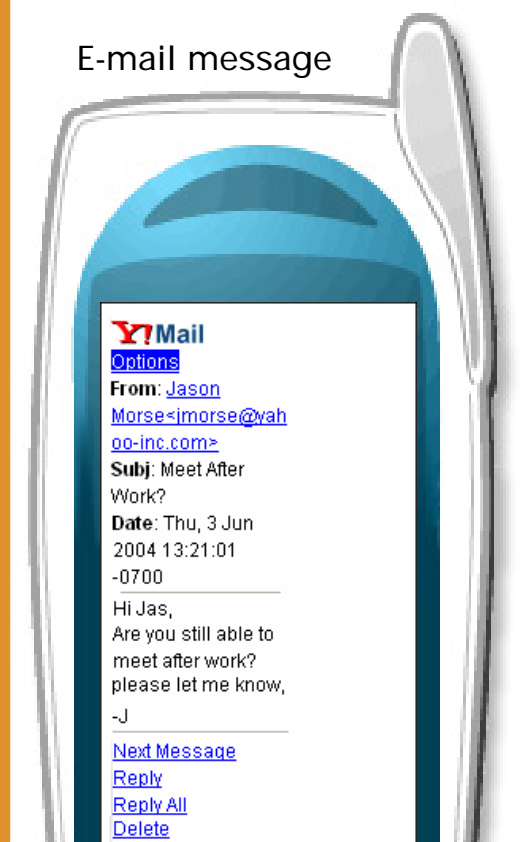 E-mail message
Y! Mail
Options
From: Jason
Morse<jmorse@yah
oo-inc.com>
Subj: Meet After
Work?
Date: Thu, 3 Jun
2004 13:21:01
-0700
Hi Jas,
Are you still able to
meet after work?
please let me know,
-J
Next Message
Reply
Reply All
Delete